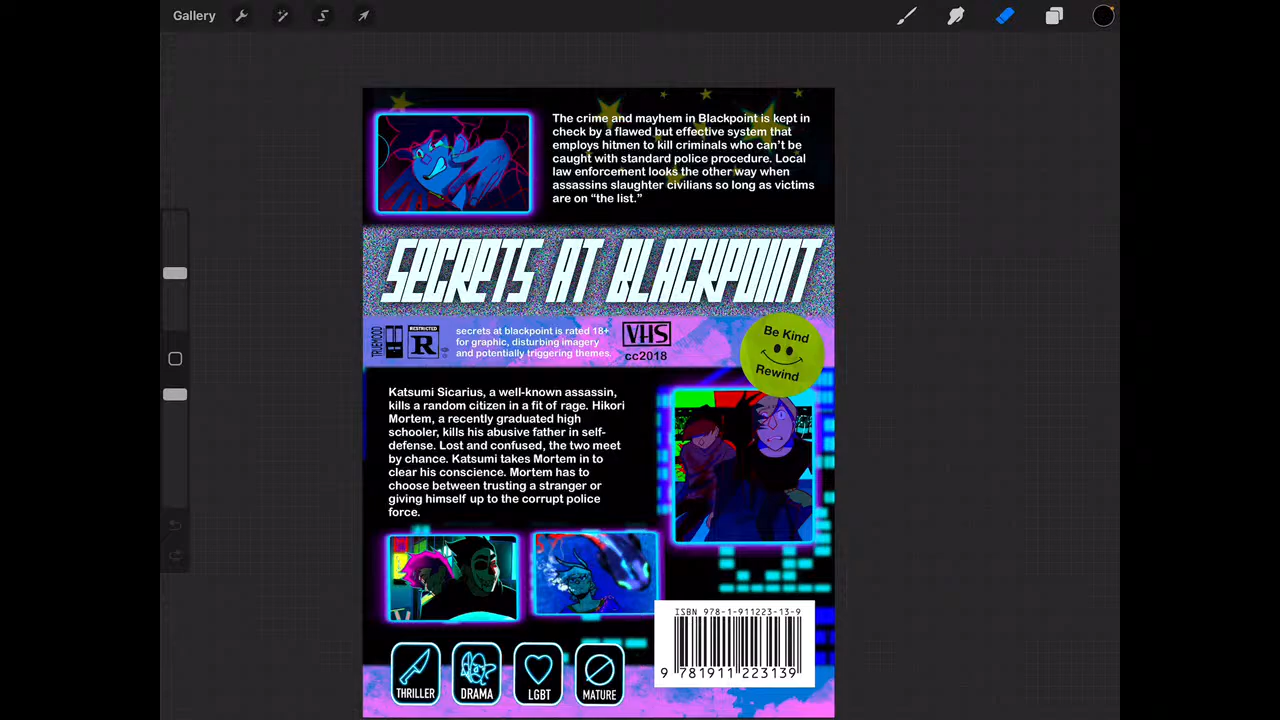 Gallery
The crime and mayhem in Blackpoint is kept in
check by a flawed but effective system that
employs hitmen to kill criminals who can't be
caught with standard police procedure. Local
law enforcement looks the other way when
assassins slaughter civilians so long as victims
are on “the list.”
SECRETS AT BLACKPOINT
RESTRICTED
R
secrets at blackpoint is rated 18+
for graphic, disturbing imagery
and potentially triggering themes.
VHS
cc2018
Be Kind
Rewind
Katsumi Sicarius, a well-known assassin,
kills a random citizen in a fit of rage. Hikori
Mortem, a recently graduated high
schooler, kills his abusive father in self-
defense. Lost and confused, the two meet
by chance. Katsumi takes Mortem in to
clear his conscience. Mortem has to
choose between trusting a stranger or
giving himself up to the corrupt police
force.
ISBN 978-1-911223-13-9
9 781911 223139
THRILLER
DRAMA
LGBT
MATURE